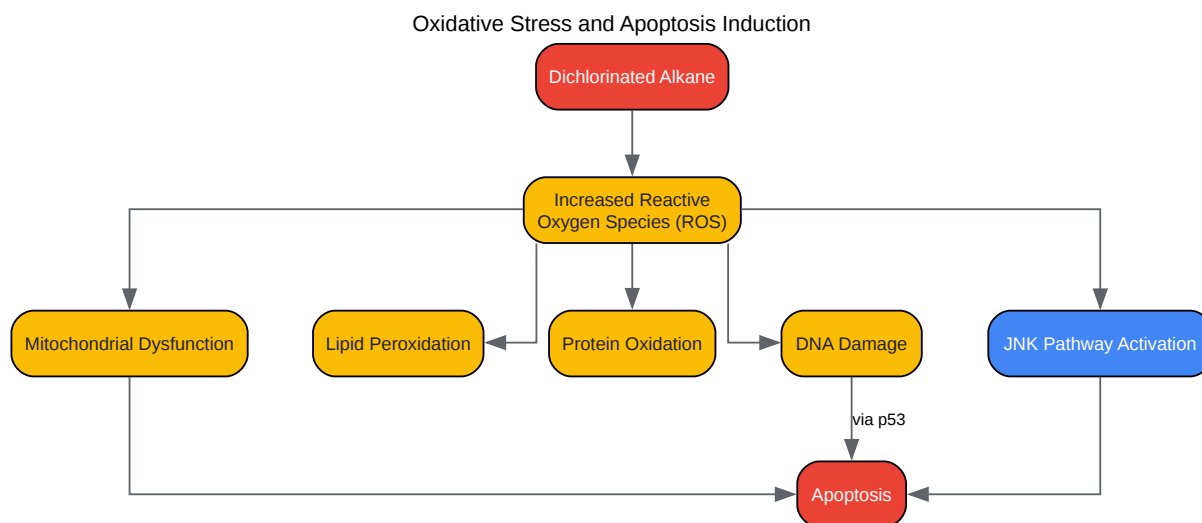 Oxidative Stress and Apoptosis Induction
Dichlorinated Alkane
Increased Reactive
Oxygen Species (ROS)
Mitochondrial Dysfunction
Lipid Peroxidation
Protein Oxidation
DNA Damage
JNK Pathway Activation
via p53
Apoptosis